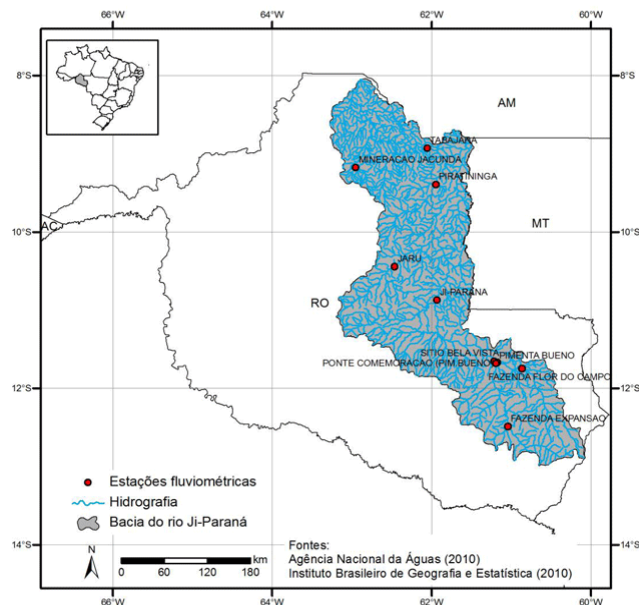 66°W
64°W
62°W
60°W
8°S
8°S
AM
TABAJARA
MINERACAO JACUNDA
PIRATININGA
AC
10°S
10°S
MT
JARU
RO
JI-PARANÁ
SITIO BELA VISTA
PIMENTA BUENO
PONTE COMEMORACAO (PIM.BUENO)
FAZENDA FLOR DO CAMPO
12°S
12°S
FAZENDA EXPANSAO
Estações fluviométricas
Hidrografia
Bacia do rio Ji-Paraná
14°S
14°S
N
km
0 60 120 180
Fontes:
Agência Nacional da Águas (2010)
Instituto Brasileiro de Geografia e Estatística (2010)
66°W
64°W
62°W
60°W